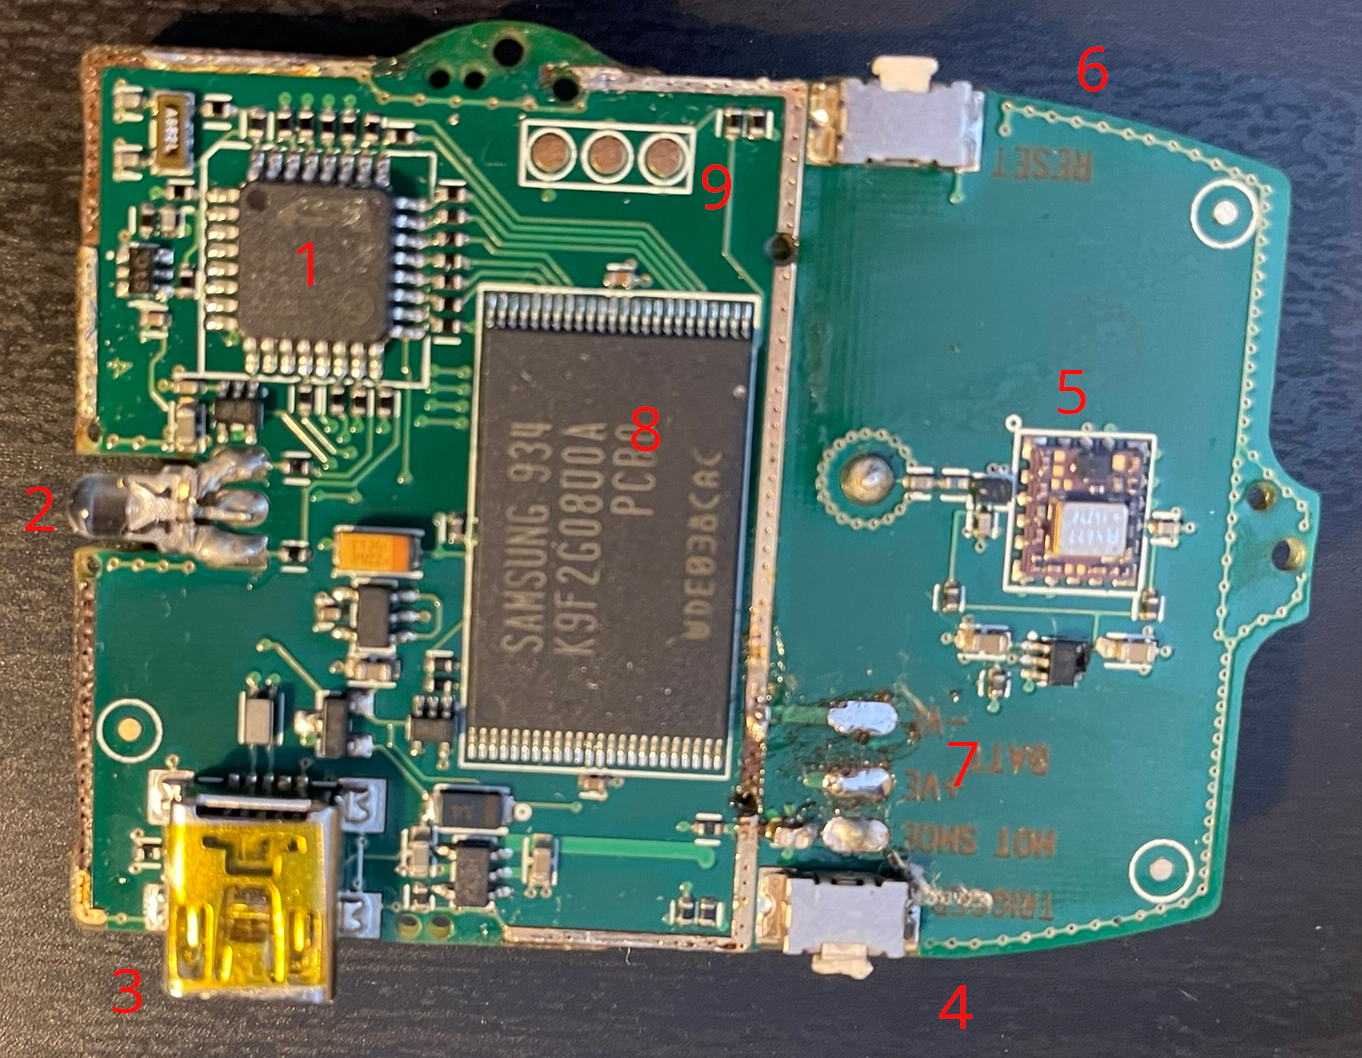 6
RESET
9
1
5
8
2
SAMSUNG 934
K9F2G08U0A
PCB0
WDE038CAC
-VE
BATT
7
+VE
HOT SHOE
TRIGGER
3
4